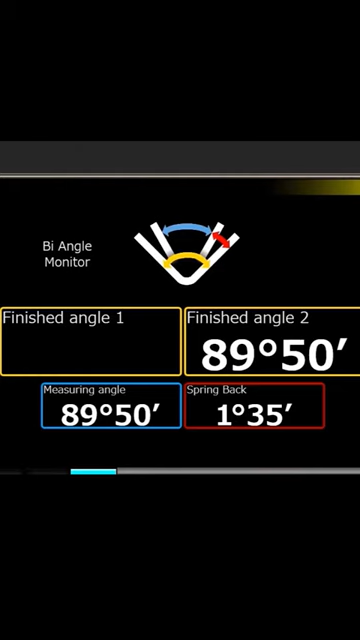 Bi Angle
Monitor
Finished angle 1
Finished angle 2
89°50′
Measuring angle
89°50′
Spring Back
1°35′